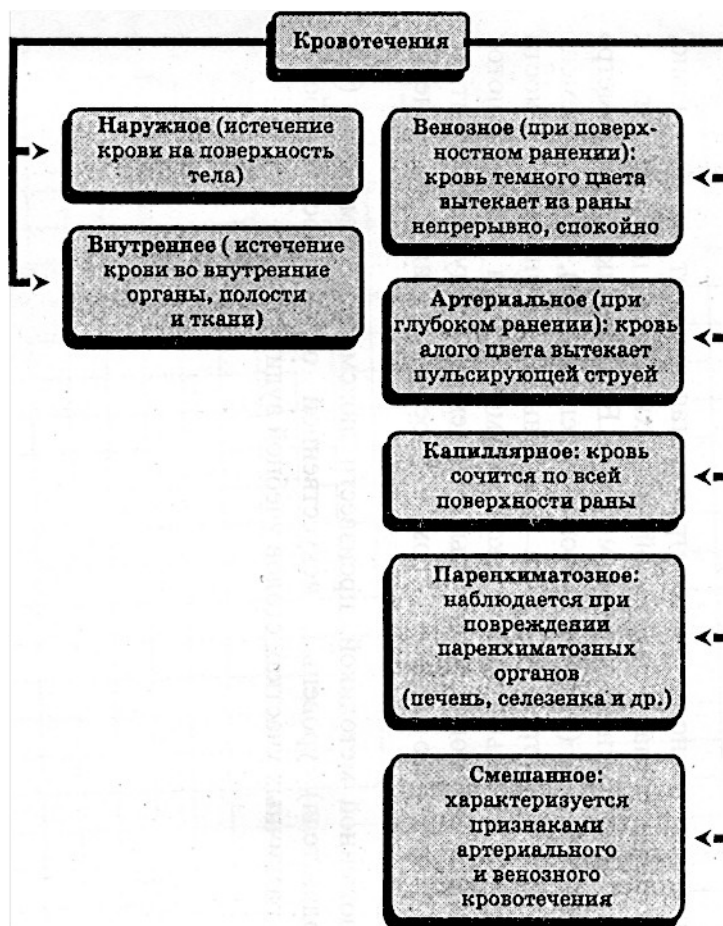 Кровотечения
Наружное (истечение
крови на поверхность
тела)
Внутреннее ( истечение
крови во внутренние
органы, полости
и ткани)
Венозное (при поверх-
ностном ранении):
кровь темного цвета
вытекает из раны
непрерывно, спокойно
Артериальное (при
глубоком ранении): кровь
алого цвета вытекает
пульсирующей струей
Капиллярное: кровь
сочится по всей
поверхности раны
Паренхиматозное:
наблюдается при
повреждении
паренхиматозных
органов
(печень, селезенка и др.)
Смешанное:
характеризуется
признаками
артериального
и венозного
кровотечения